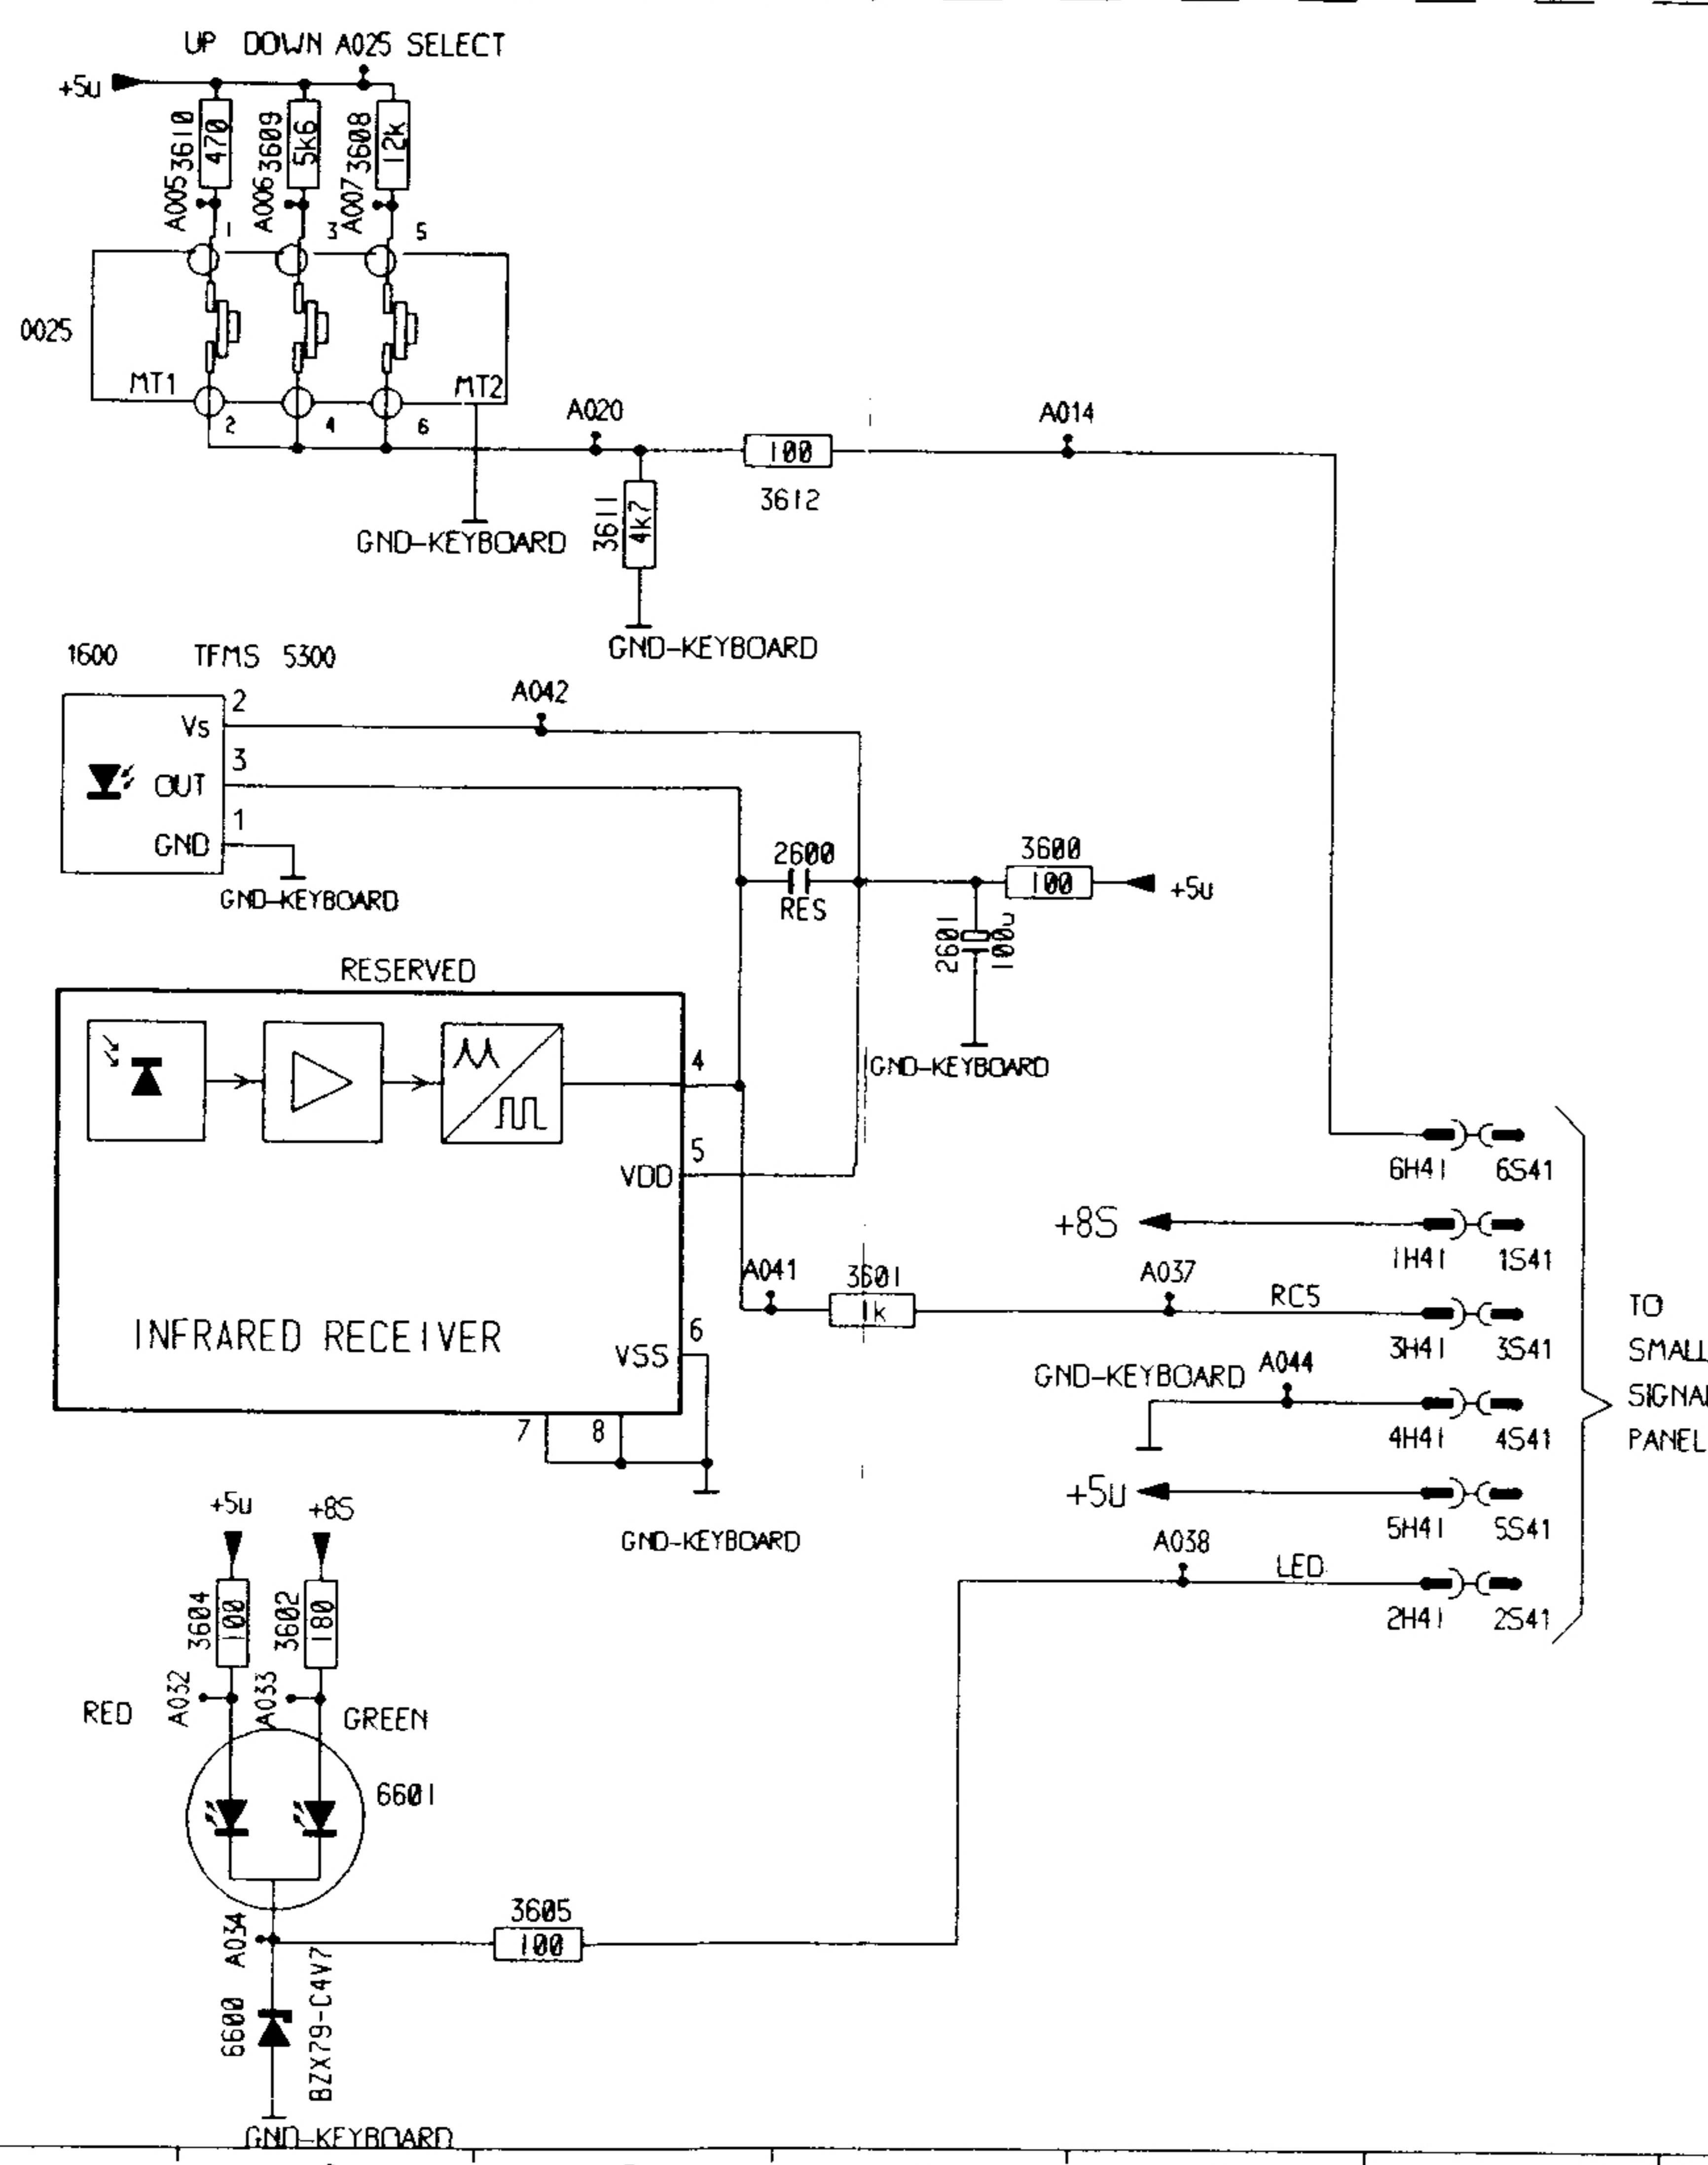 UP DOWN A025 SELECT
+5u
3610
470
3609
5k6
3608
12k
A005
A006
A007
1
3
5
0025
MT1
MT2
2
4
6
A020
A014
100
3612
GND-KEYBOARD
3611
4k7
GND-KEYBOARD
1600 TFMS 5300
A042
2
Vs
3
OUT
1
GND
GND-KEYBOARD
2600
RES
3600
100
+5u
2601
100u
GND-KEYBOARD
RESERVED
4
5
VDD
INFRARED RECEIVER
6
VSS
7
8
GND-KEYBOARD
6H41 6S41
+8S
1H41 1S41
A041
3601
1k
A037
RC5
3H41 3S41
GND-KEYBOARD
A044
4H41 4S41
+5u
5H41 5S41
A038
LED
2H41 2S41
TO
SMALL
SIGNAL
PANEL
+5u
+8S
3604
100
3602
180
A032
A033
RED
GREEN
6601
A034
3605
100
6600
BZX79-C4V7
GND-KEYBOARD